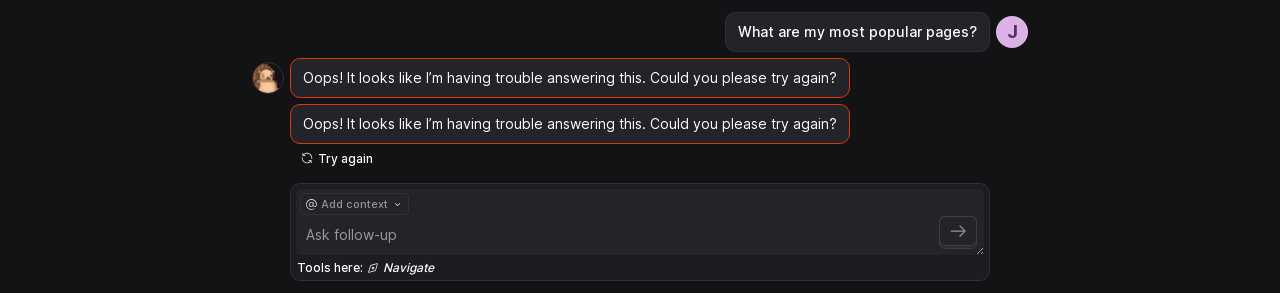 What are my most popular pages?
J
Oops! It looks like I’m having trouble answering this. Could you please try again?
Oops! It looks like I’m having trouble answering this. Could you please try again?
Try again
@ Add context
Ask follow-up
Tools here: Navigate